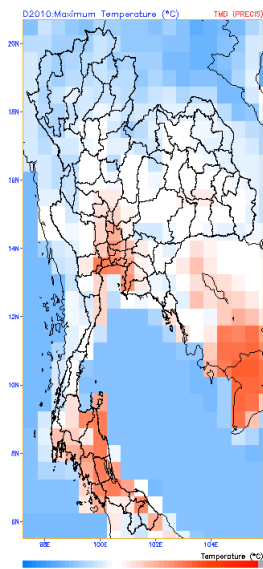 D2010:Maximum Temperature (°C) TMD (PRECIS)
20N
18N
16N
14N
12N
10N
8N
6N
98E 100E 102E 104E
Temperature (°C)